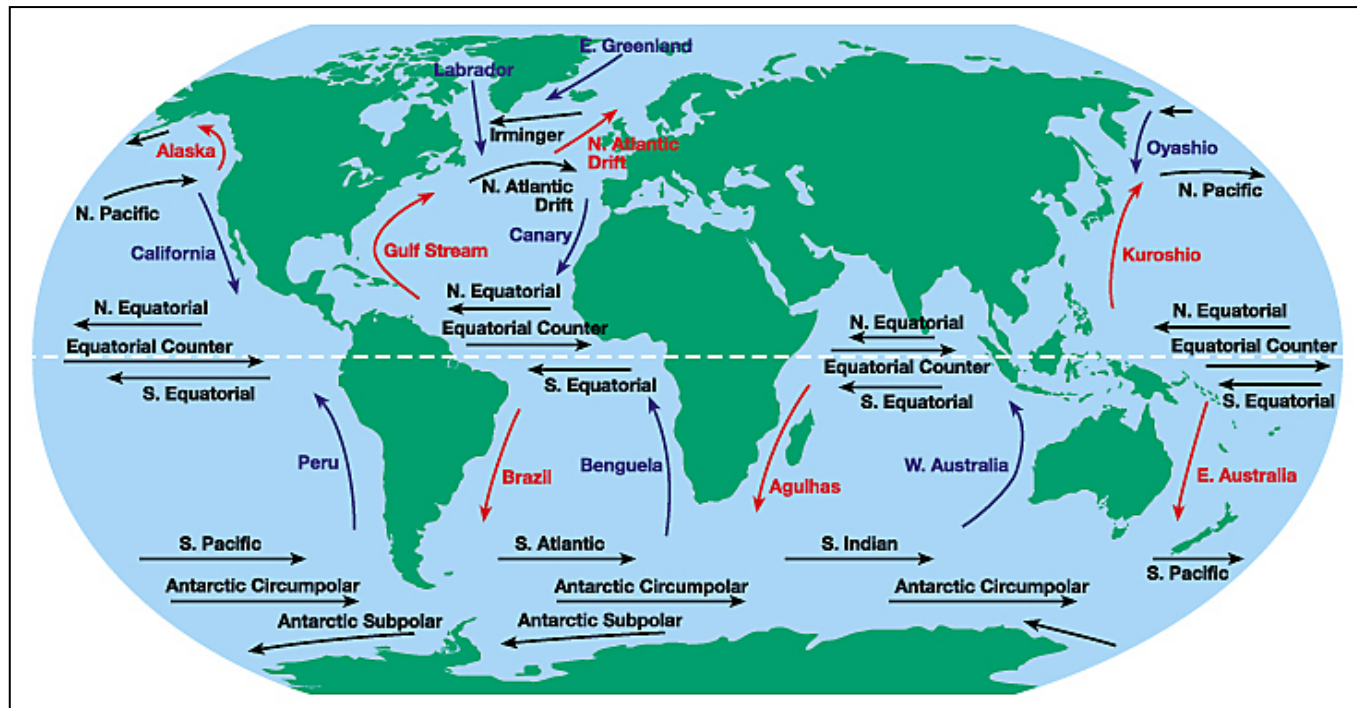 E. Greenland
Labrador
Irminger
Alaska
N. Atlantic
Drift
Oyashio
N. Pacific
N. Atlantic
Drift
N. Pacific
California
Gulf Stream
Canary
Kuroshio
N. Equatorial
N. Equatorial
N. Equatorial
N. Equatorial
Equatorial Counter
Equatorial Counter
Equatorial Counter
Equatorial Counter
S. Equatorial
S. Equatorial
S. Equatorial
S. Equatorial
Peru
Brazil
Benguela
Agulhas
W. Australia
E. Australia
S. Pacific
S. Atlantic
S. Indian
S. Pacific
Antarctic Circumpolar
Antarctic Circumpolar
Antarctic Circumpolar
Antarctic Subpolar
Antarctic Subpolar